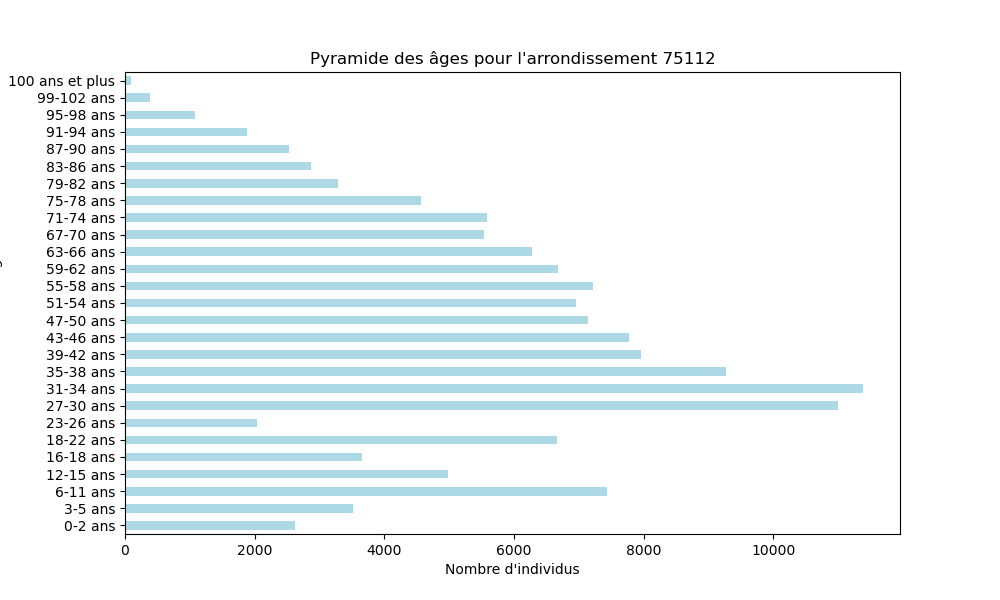 Pyramide des âges pour l'arrondissement 75112
100 ans et plus
99-102 ans
95-98 ans
91-94 ans
87-90 ans
83-86 ans
79-82 ans
75-78 ans
71-74 ans
67-70 ans
63-66 ans
59-62 ans
55-58 ans
51-54 ans
47-50 ans
43-46 ans
39-42 ans
35-38 ans
31-34 ans
27-30 ans
23-26 ans
18-22 ans
16-18 ans
12-15 ans
6-11 ans
3-5 ans
0-2 ans
0 2000 4000 6000 8000 10000
Nombre d'individus